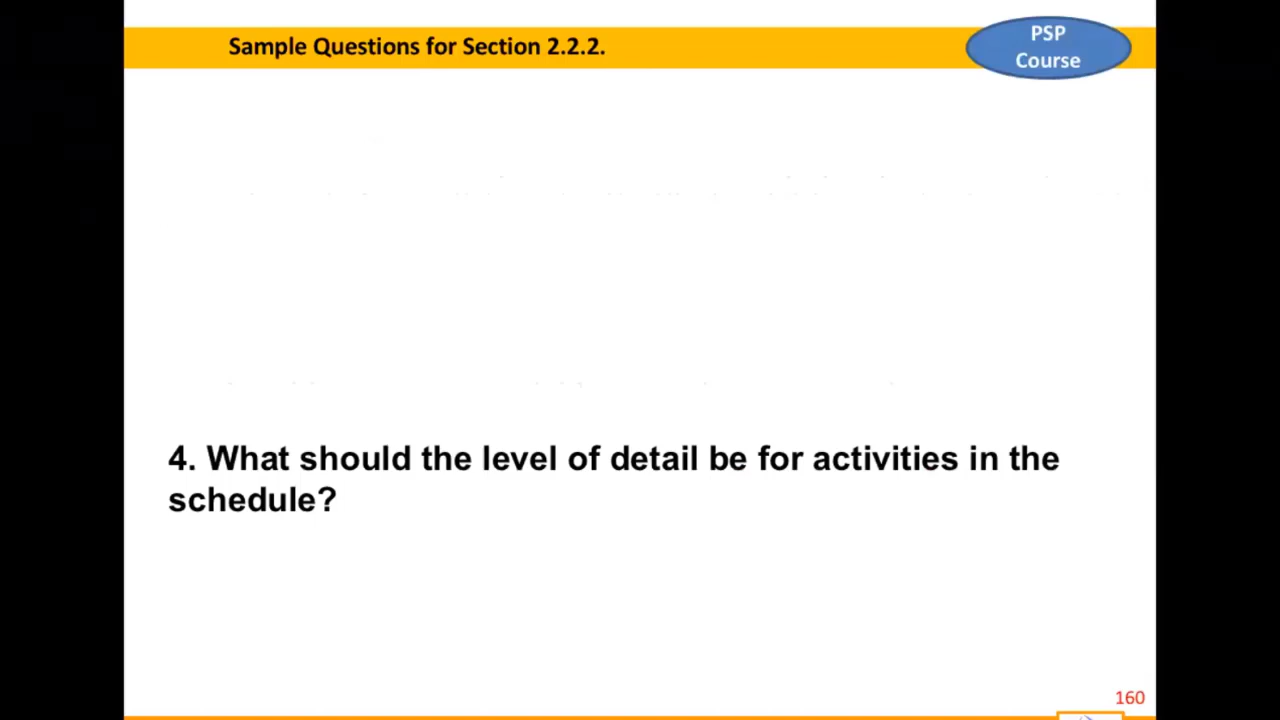 Sample Questions for Section 2.2.2.
PSP
Course
4. What should the level of detail be for activities in the
schedule?
160